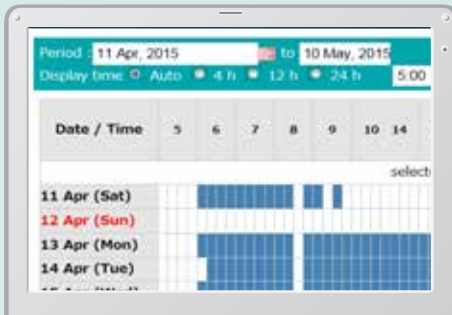 Period : 11 Apr, 2015 to 10 May, 2015
Display time Auto 4 h 12 h 24 h 5:00
Date / Time 5 6 7 8 9 10 14
select
11 Apr (Sat)
12 Apr (Sun)
13 Apr (Mon)
14 Apr (Tue)